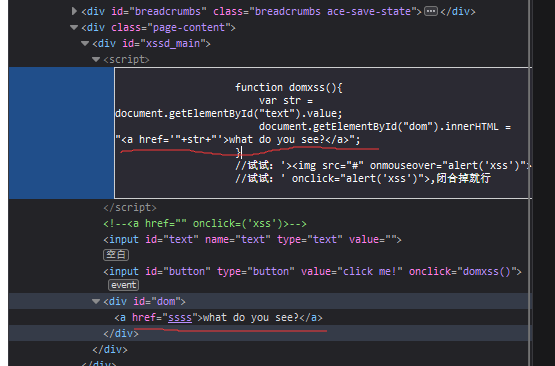 <div id="breadcrumbs" class="breadcrumbs ace-save-state">⋯</div>
<div class="page-content">
<div id="xssd_main">
<script>
function domxss(){
var str =
document.getElementById("text").value;
document.getElementById("dom").innerHTML =
"<a href='"+str+"'>what do you see?</a>";
}
//试试：'><img src="#" onmouseover="alert('xss')">
//试试：' onclick="alert('xss')">,闭合掉就行
</script>
<!--<a href="" onclick=('xss')>-->
<input id="text" name="text" type="text" value="">
空白
<input id="button" type="button" value="click me!" onclick="domxss()">
event
<div id="dom">
<a href="ssss">what do you see?</a>
</div>
</div>
</div>